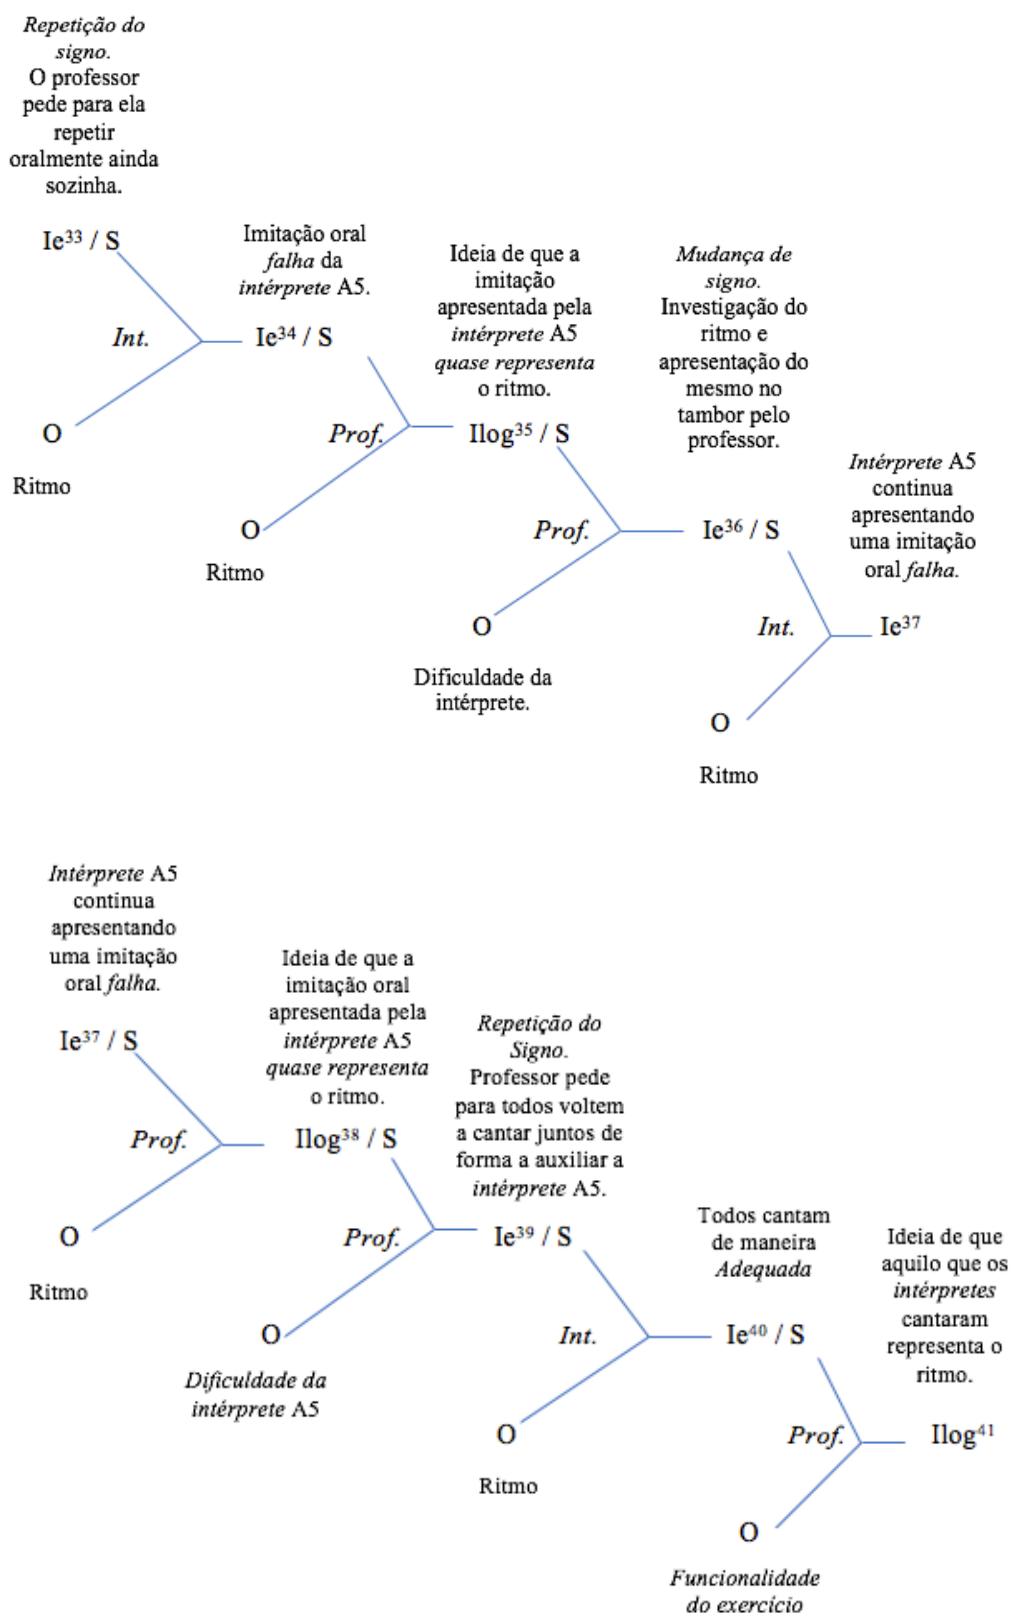 Repetição do
signo.
O professor
pede para ela
repetir
oralmente ainda
sozinha.
Ie³³ / S
Int.
O
Ritmo
Imitação oral
falha da
intérprete A5.
Ie³⁴ / S
Prof.
O
Ritmo
Ideia de que a
imitação
apresentada pela
intérprete A5
quase representa
o ritmo.
Ilog³⁵ / S
Prof.
O
Dificuldade da
intérprete.
Mudança de
signo.
Investigação do
ritmo e
apresentação do
mesmo no
tambor pelo
professor.
Ie³⁶ / S
Int.
O
Ritmo
Intérprete A5
continua
apresentando
uma imitação
oral falha.
Ie³⁷
Intérprete A5
continua
apresentando
uma imitação
oral falha.
Ie³⁷ / S
Prof.
O
Ritmo
Ideia de que a
imitação oral
apresentada pela
intérprete A5
quase representa
o ritmo.
Ilog³⁸ / S
Prof.
O
Dificuldade da
intérprete A5
Repetição do
Signo.
Professor pede
para todos voltem
a cantar juntos de
forma a auxiliar a
intérprete A5.
Ie³⁹ / S
Int.
O
Ritmo
Todos cantam
de maneira
Adequada
Ie⁴⁰ / S
Prof.
O
Funcionalidade
do exercício
Ideia de que
aquilo que os
intérpretes
cantaram
representa o
ritmo.
Ilog⁴¹